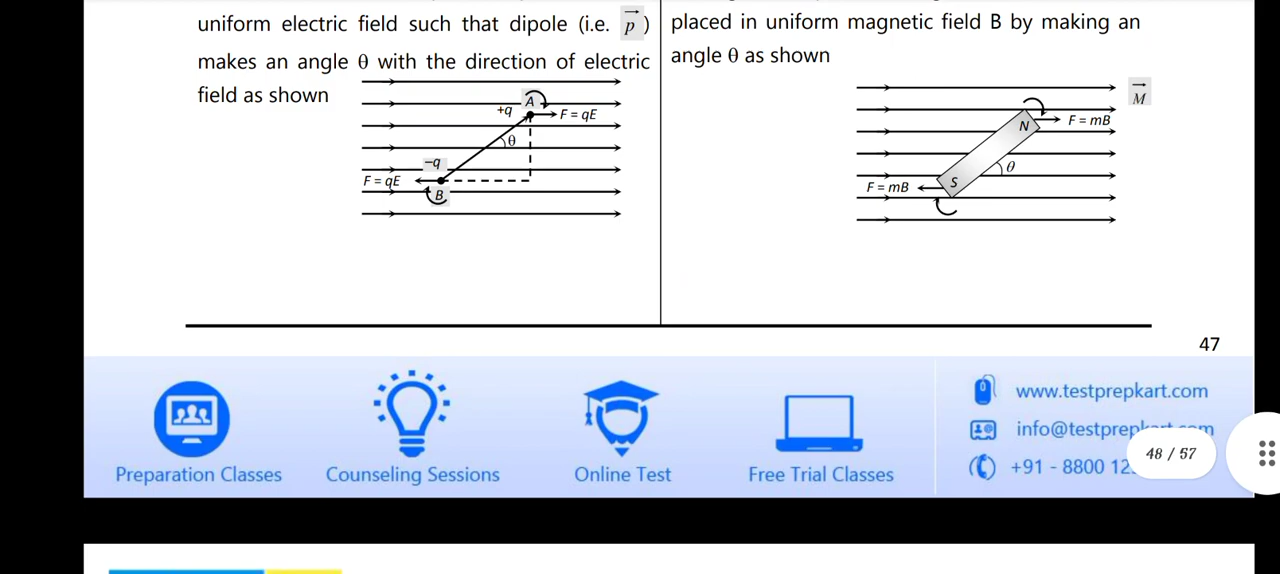 uniform electric field such that dipole (i.e. p )
makes an angle θ with the direction of electric
field as shown
A
+q
F = qE
θ
−q
F = qE
B
placed in uniform magnetic field B by making an
angle θ as shown
M
N
F = mB
θ
F = mB
S
47
Preparation Classes
Counseling Sessions
Online Test
Free Trial Classes
www.testprepkart.com
info@testprepkart.com
+91 - 8800 12
48 / 57